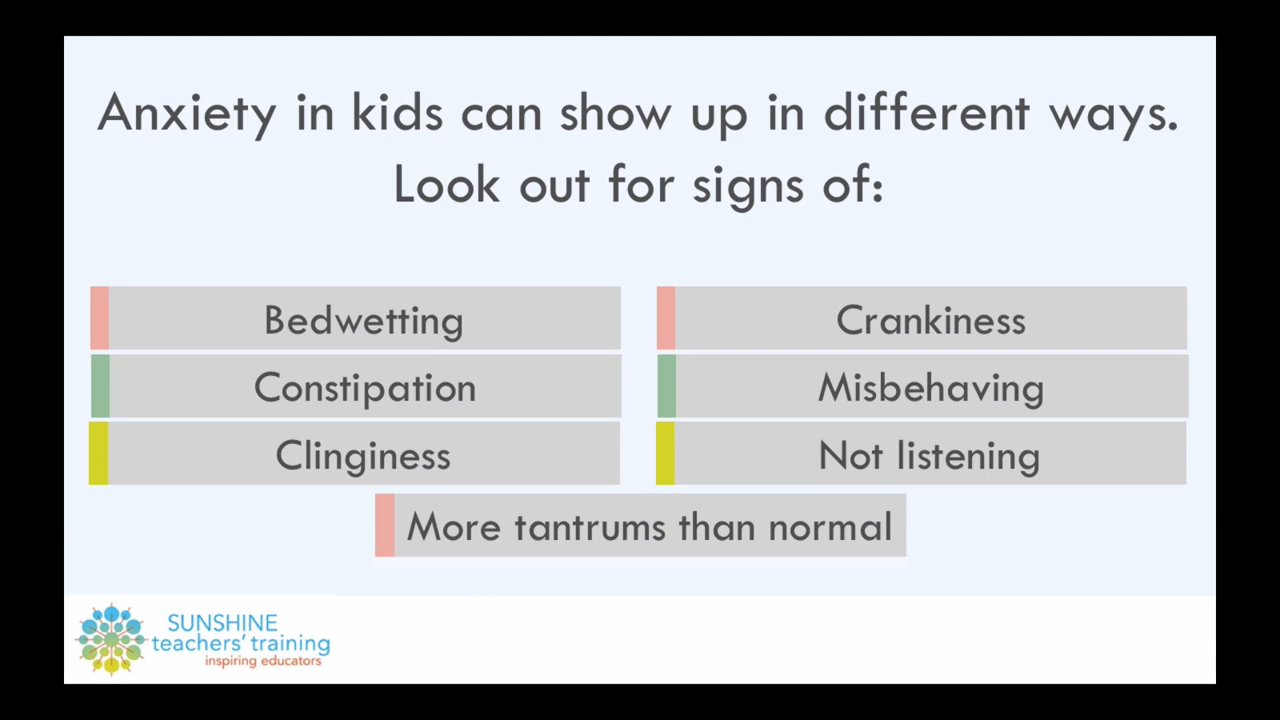 Anxiety in kids can show up in different ways.
Look out for signs of:
Bedwetting
Crankiness
Constipation
Misbehaving
Clinginess
Not listening
More tantrums than normal
SUNSHINE
teachers' training
inspiring educators